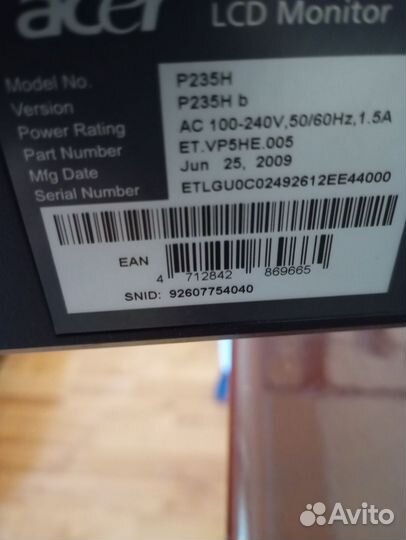 acer LCD Monitor
Model No. P235H
Version P235H b
Power Rating AC 100-240V,50/60Hz,1.5A
Part Number ET.VP5HE.005
Mfg Date Jun 25, 2009
Serial Number ETLGU0C02492612EE44000
EAN 4 712842 869665
SNID: 92607754040
Avito